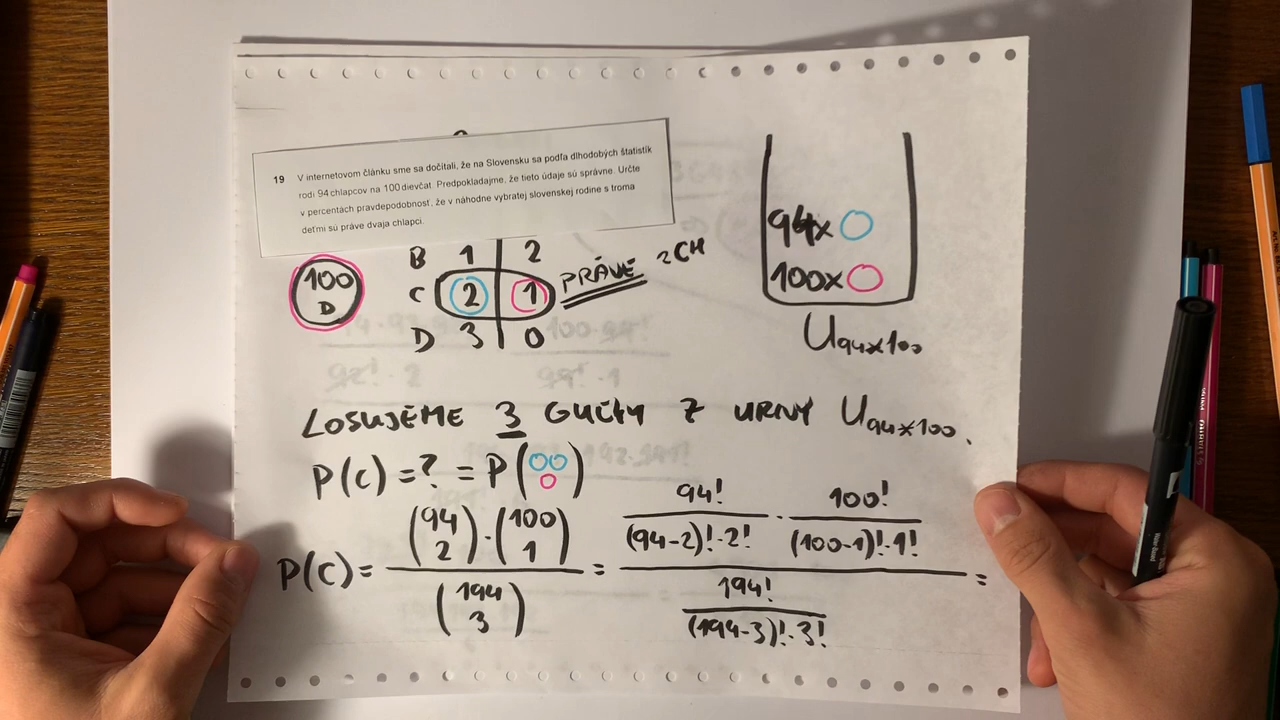 19 V internetovom článku sme sa dočítali, že na Slovensku sa podľa dlhodobých štatistík
rodí 94 chlapcov na 100 dievčat. Predpokladajme, že tieto údaje sú správne. Určte
v percentách pravdepodobnosť, že v náhodne vybratej slovenskej rodine s troma
deťmi sú práve dvaja chlapci.
100
D
B 1 2
C 2 1 PRÁVE 2CH
D 3 0
94x
100x
U94x100
LOSUJEME 3 GUĽKY Z URNY U94x100.
P(C) = ? = P( )
P(C) = (94 2) · (100 1) / (194 3) = 94! / (94-2)!·2! · 100! / (100-1)!·1! / 194! / (194-3)!·3! =